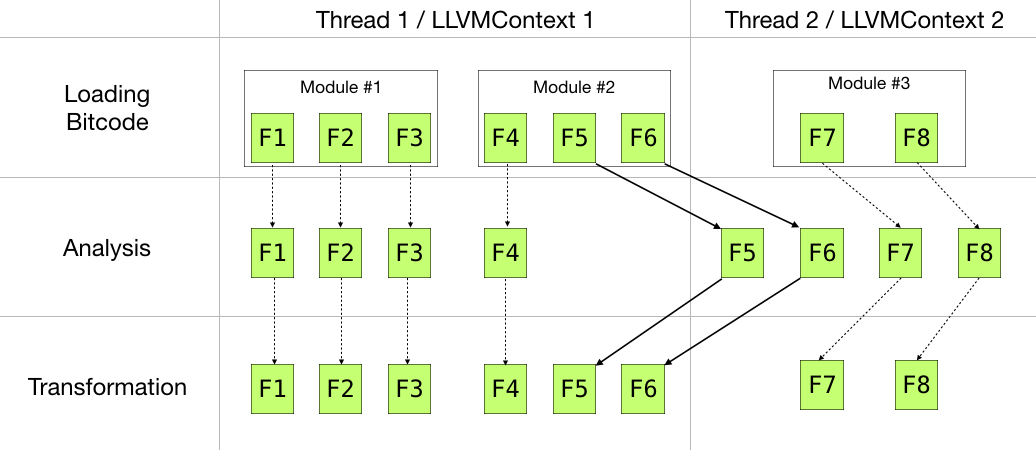 Thread 1 / LLVMContext 1
Thread 2 / LLVMContext 2
Loading
Bitcode
Module #1
Module #2
Module #3
F1 F2 F3 F4 F5 F6 F7 F8
Analysis
F1 F2 F3 F4 F5 F6 F7 F8
Transformation
F1 F2 F3 F4 F5 F6 F7 F8